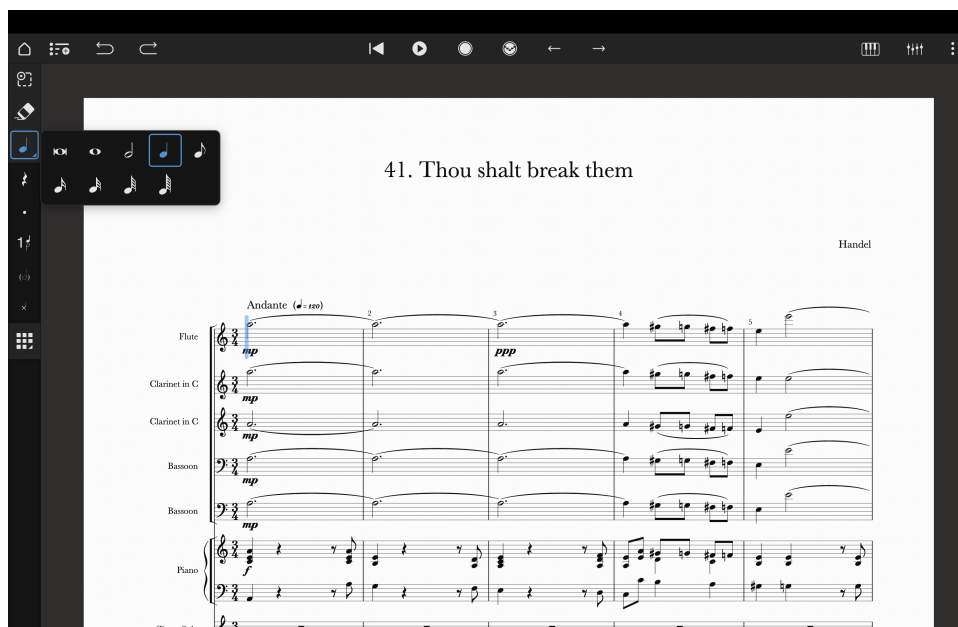 41. Thou shalt break them
Handel
Andante (♩= 120)
2
3
4
5
Flute
mp
ppp
Clarinet in C
mp
Clarinet in C
mp
Bassoon
mp
Bassoon
mp
Piano
f